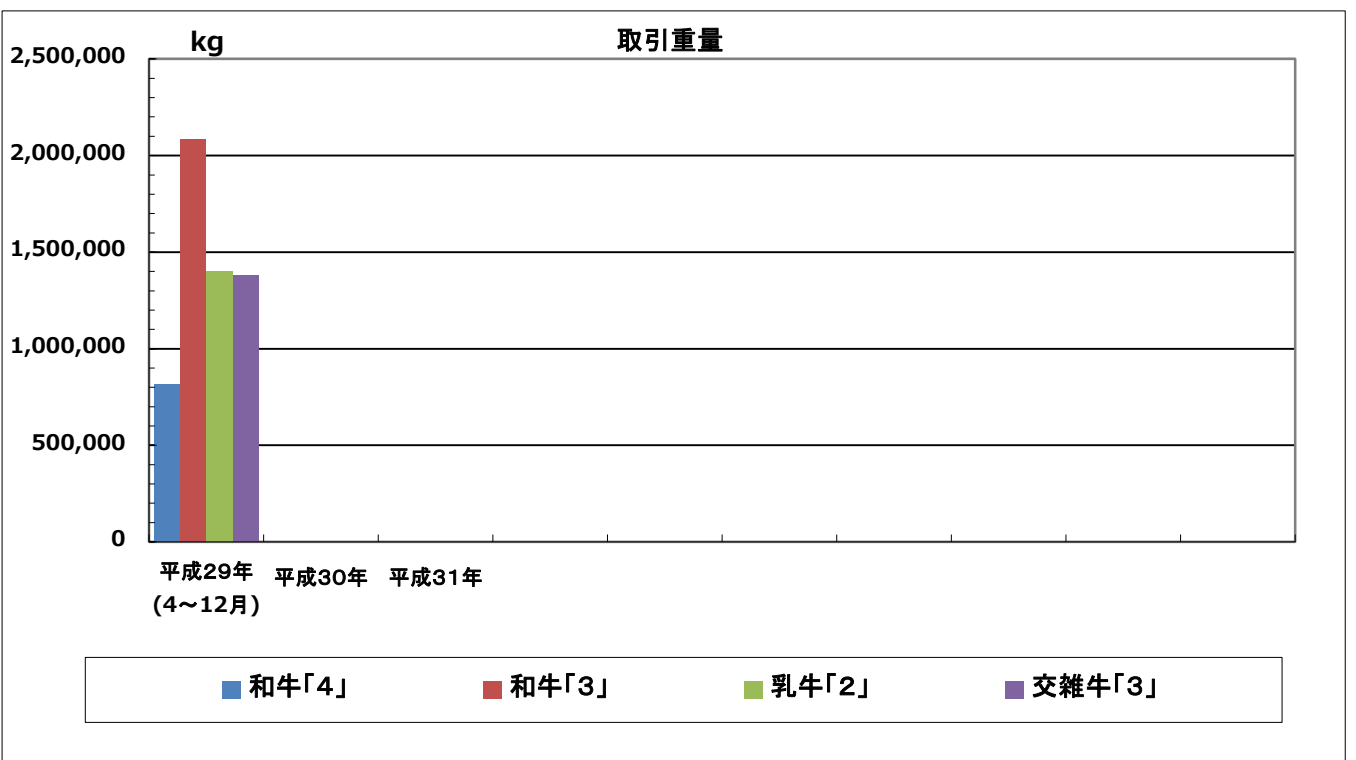 kg
取引重量
2,500,000
2,000,000
1,500,000
1,000,000
500,000
0
平成29年 平成30年 平成31年
(4〜12月)
和牛｢4｣ 和牛｢3｣ 乳牛｢2｣ 交雑牛｢3｣